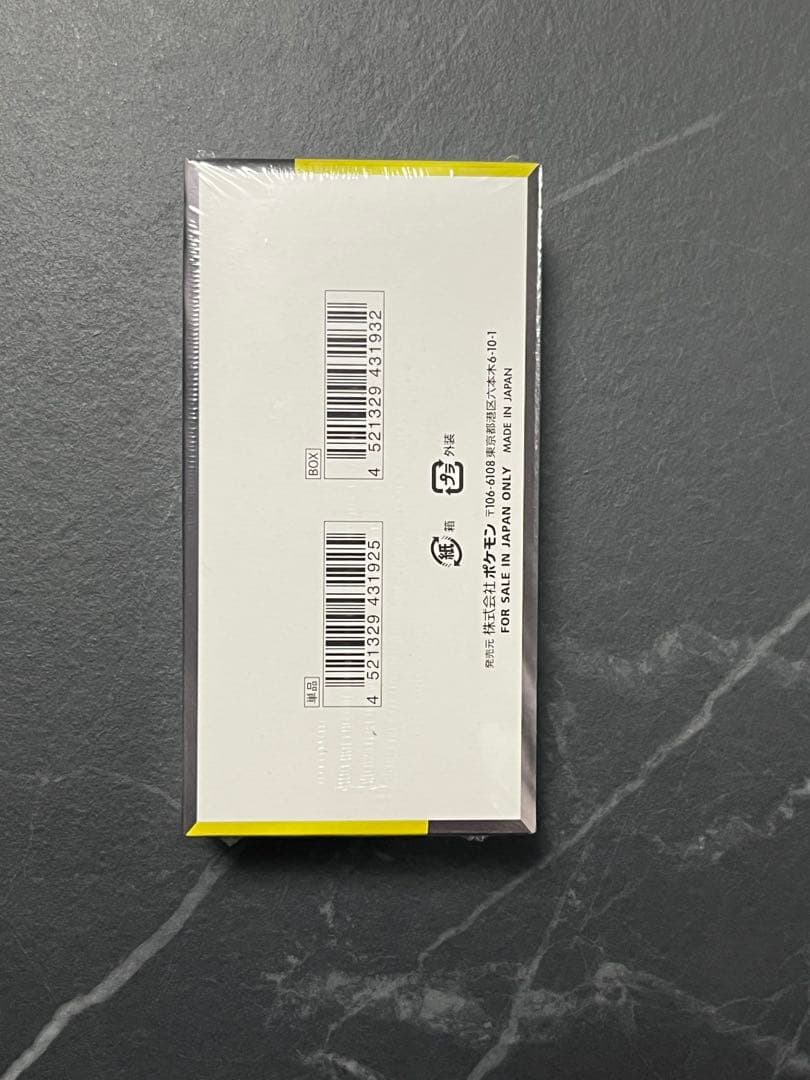 単品
4 521329 431925
BOX
4 521329 431932
紙 箱
プラ 外装
発売元 株式会社ポケモン 〒106-6108 東京都港区六本木6-10-1
FOR SALE IN JAPAN ONLY MADE IN JAPAN